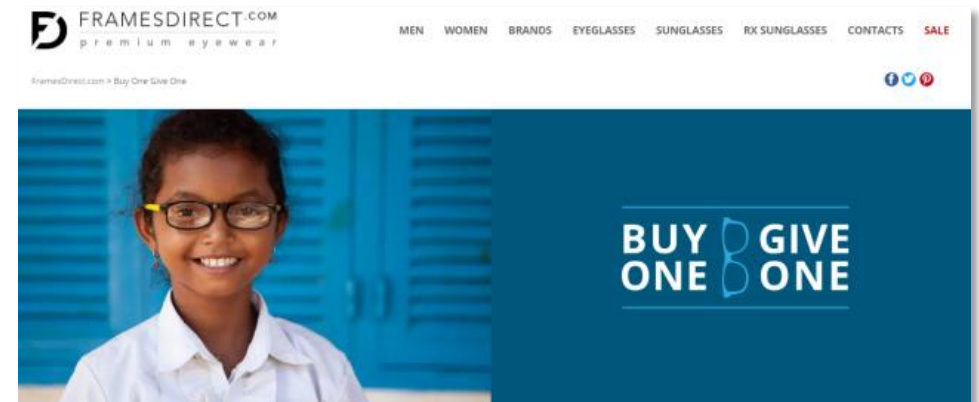 FRAMESDIRECT.COM
premium eyewear
MEN WOMEN BRANDS EYEGLASSES SUNGLASSES RX SUNGLASSES CONTACTS SALE
FramesDirect.com > Buy One Give One
BUY GIVE
ONE ONE